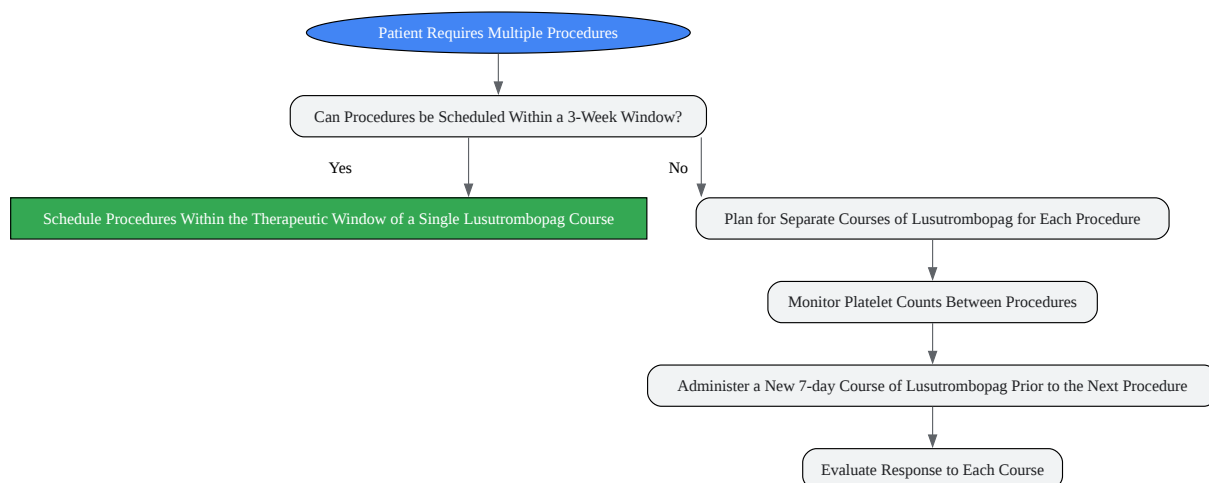 Patient Requires Multiple Procedures
Can Procedures be Scheduled Within a 3-Week Window?
Yes
No
Schedule Procedures Within the Therapeutic Window of a Single Lusutrombopag Course
Plan for Separate Courses of Lusutrombopag for Each Procedure
Monitor Platelet Counts Between Procedures
Administer a New 7-day Course of Lusutrombopag Prior to the Next Procedure
Evaluate Response to Each Course